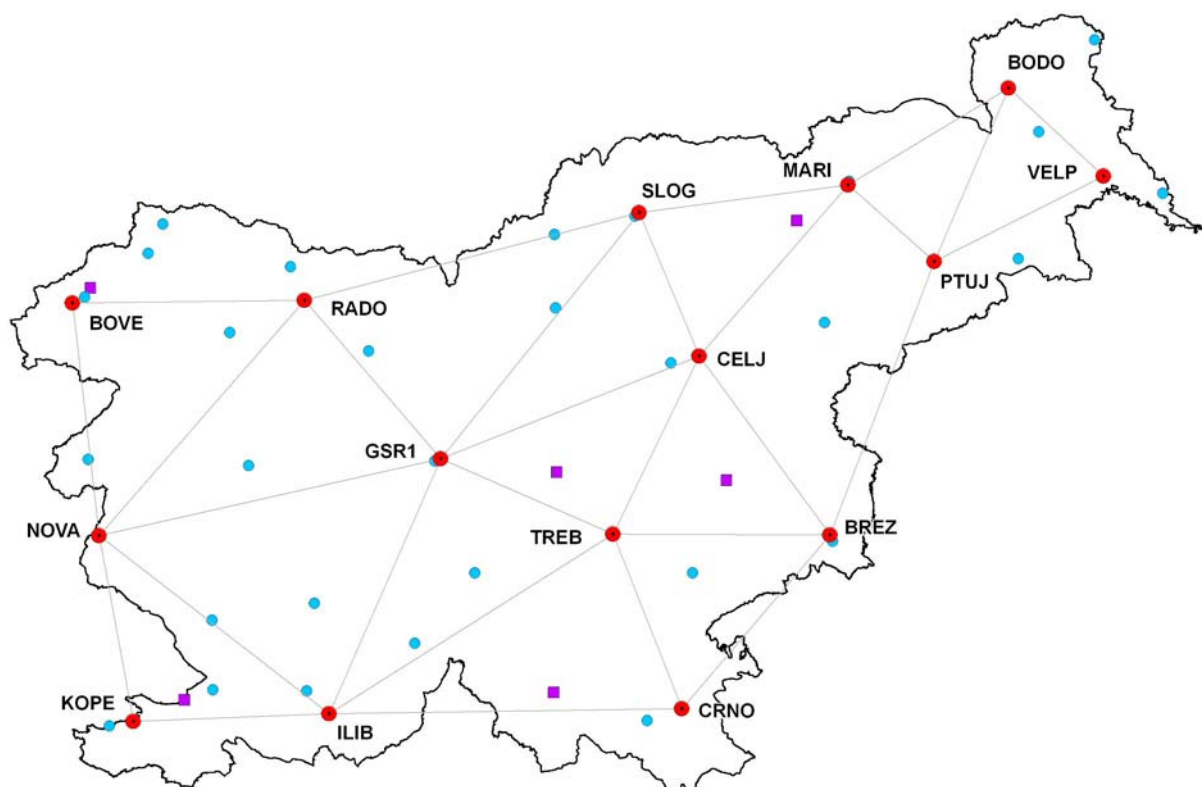 BODO
MARI
VELP
SLOG
PTUJ
BOVE
RADO
CELJ
GSR1
NOVA
TREB
BREZ
KOPE
ILIB
CRNO